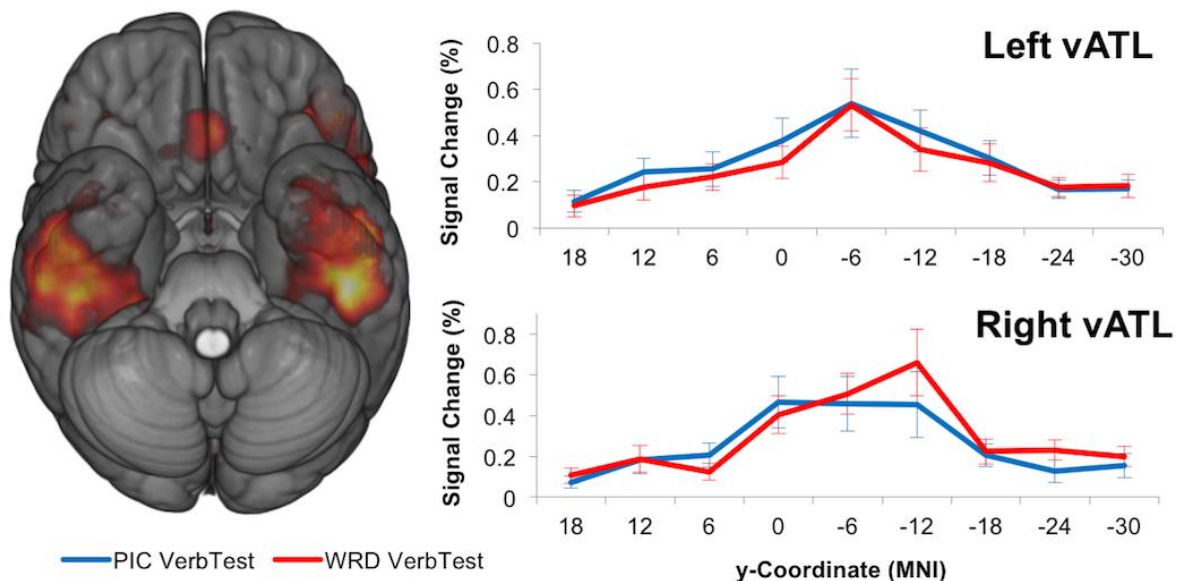 Left vATL
Signal Change (%)
0.8
0.6
0.4
0.2
0
18 12 6 0 -6 -12 -18 -24 -30
Right vATL
Signal Change (%)
0.8
0.6
0.4
0.2
0
18 12 6 0 -6 -12 -18 -24 -30
PIC VerbTest WRD VerbTest
y-Coordinate (MNI)